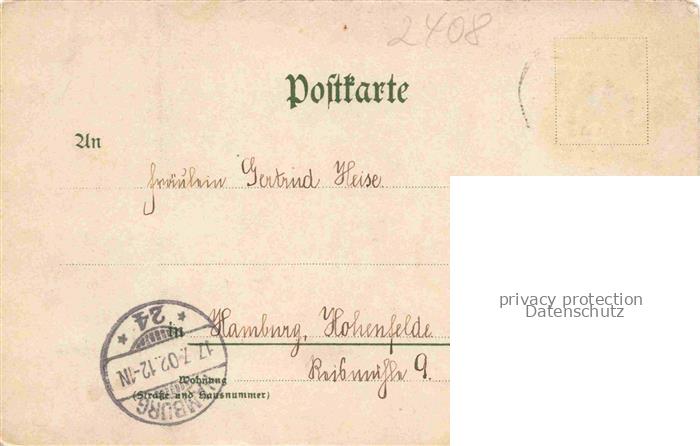 2408
Postkarte
An
Fräulein Gertrud Heise
privacy protection
Datenschutz
in Hamburg, Hohenfelde
Reismühle 9.
Wohnung
(Straße und Hausnummer)
HAMBURG
17.7.02.12-1N
* 24 *